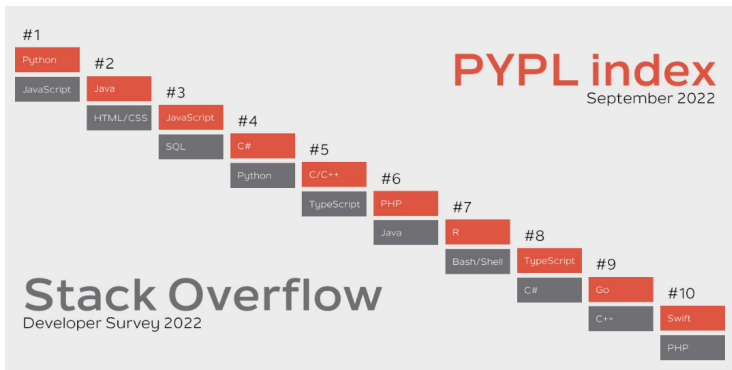 #1
Python
JavaScript
#2
Java
HTML/CSS
#3
JavaScript
SQL
#4
C#
Python
#5
C/C++
TypeScript
#6
PHP
Java
#7
R
Bash/Shell
#8
TypeScript
C#
#9
Go
C++
#10
Swift
PHP
PYPL index
September 2022
Stack Overflow
Developer Survey 2022